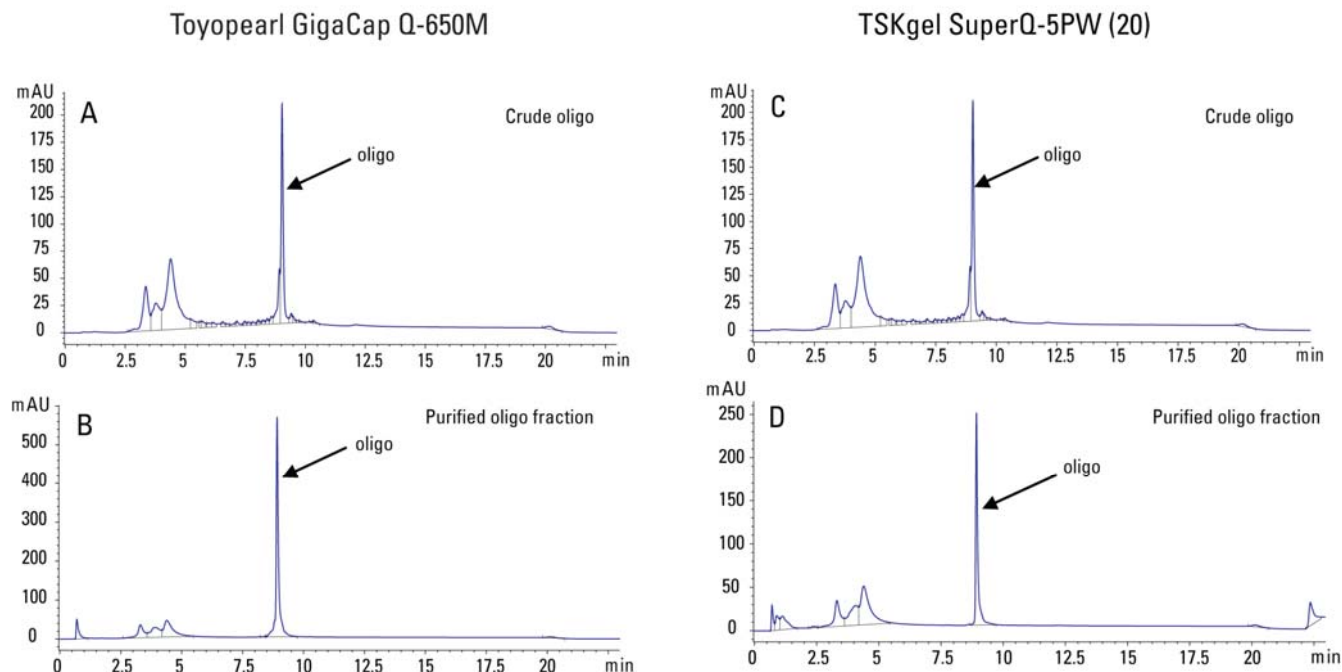 Toyopearl GigaCap Q-650M
TSKgel SuperQ-5PW (20)
mAU
A
Crude oligo
oligo
200
175
150
125
100
75
50
25
0
0 2.5 5 7.5 10 12.5 15 17.5 20 min
mAU
C
Crude oligo
oligo
200
175
150
125
100
75
50
25
0
0 2.5 5 7.5 10 12.5 15 17.5 20 min
mAU
B
Purified oligo fraction
oligo
500
400
300
200
100
0
0 2.5 5 7.5 10 12.5 15 17.5 20 min
mAU
D
Purified oligo fraction
oligo
250
200
150
100
50
0
0 2.5 5 7.5 10 12.5 15 17.5 20 min